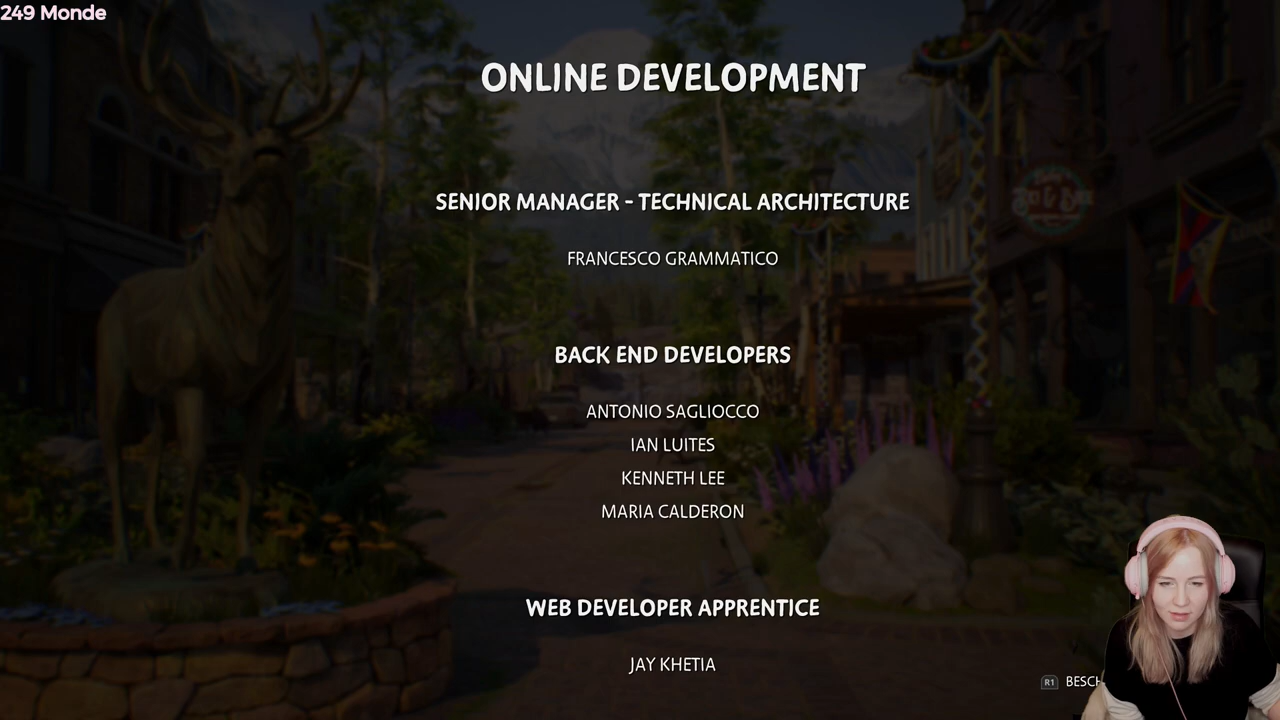 249 Monde
ONLINE DEVELOPMENT
SENIOR MANAGER - TECHNICAL ARCHITECTURE
FRANCESCO GRAMMATICO
BACK END DEVELOPERS
ANTONIO SAGLIOCCO
IAN LUITES
KENNETH LEE
MARIA CALDERON
WEB DEVELOPER APPRENTICE
JAY KHETIA
R1 BESCH